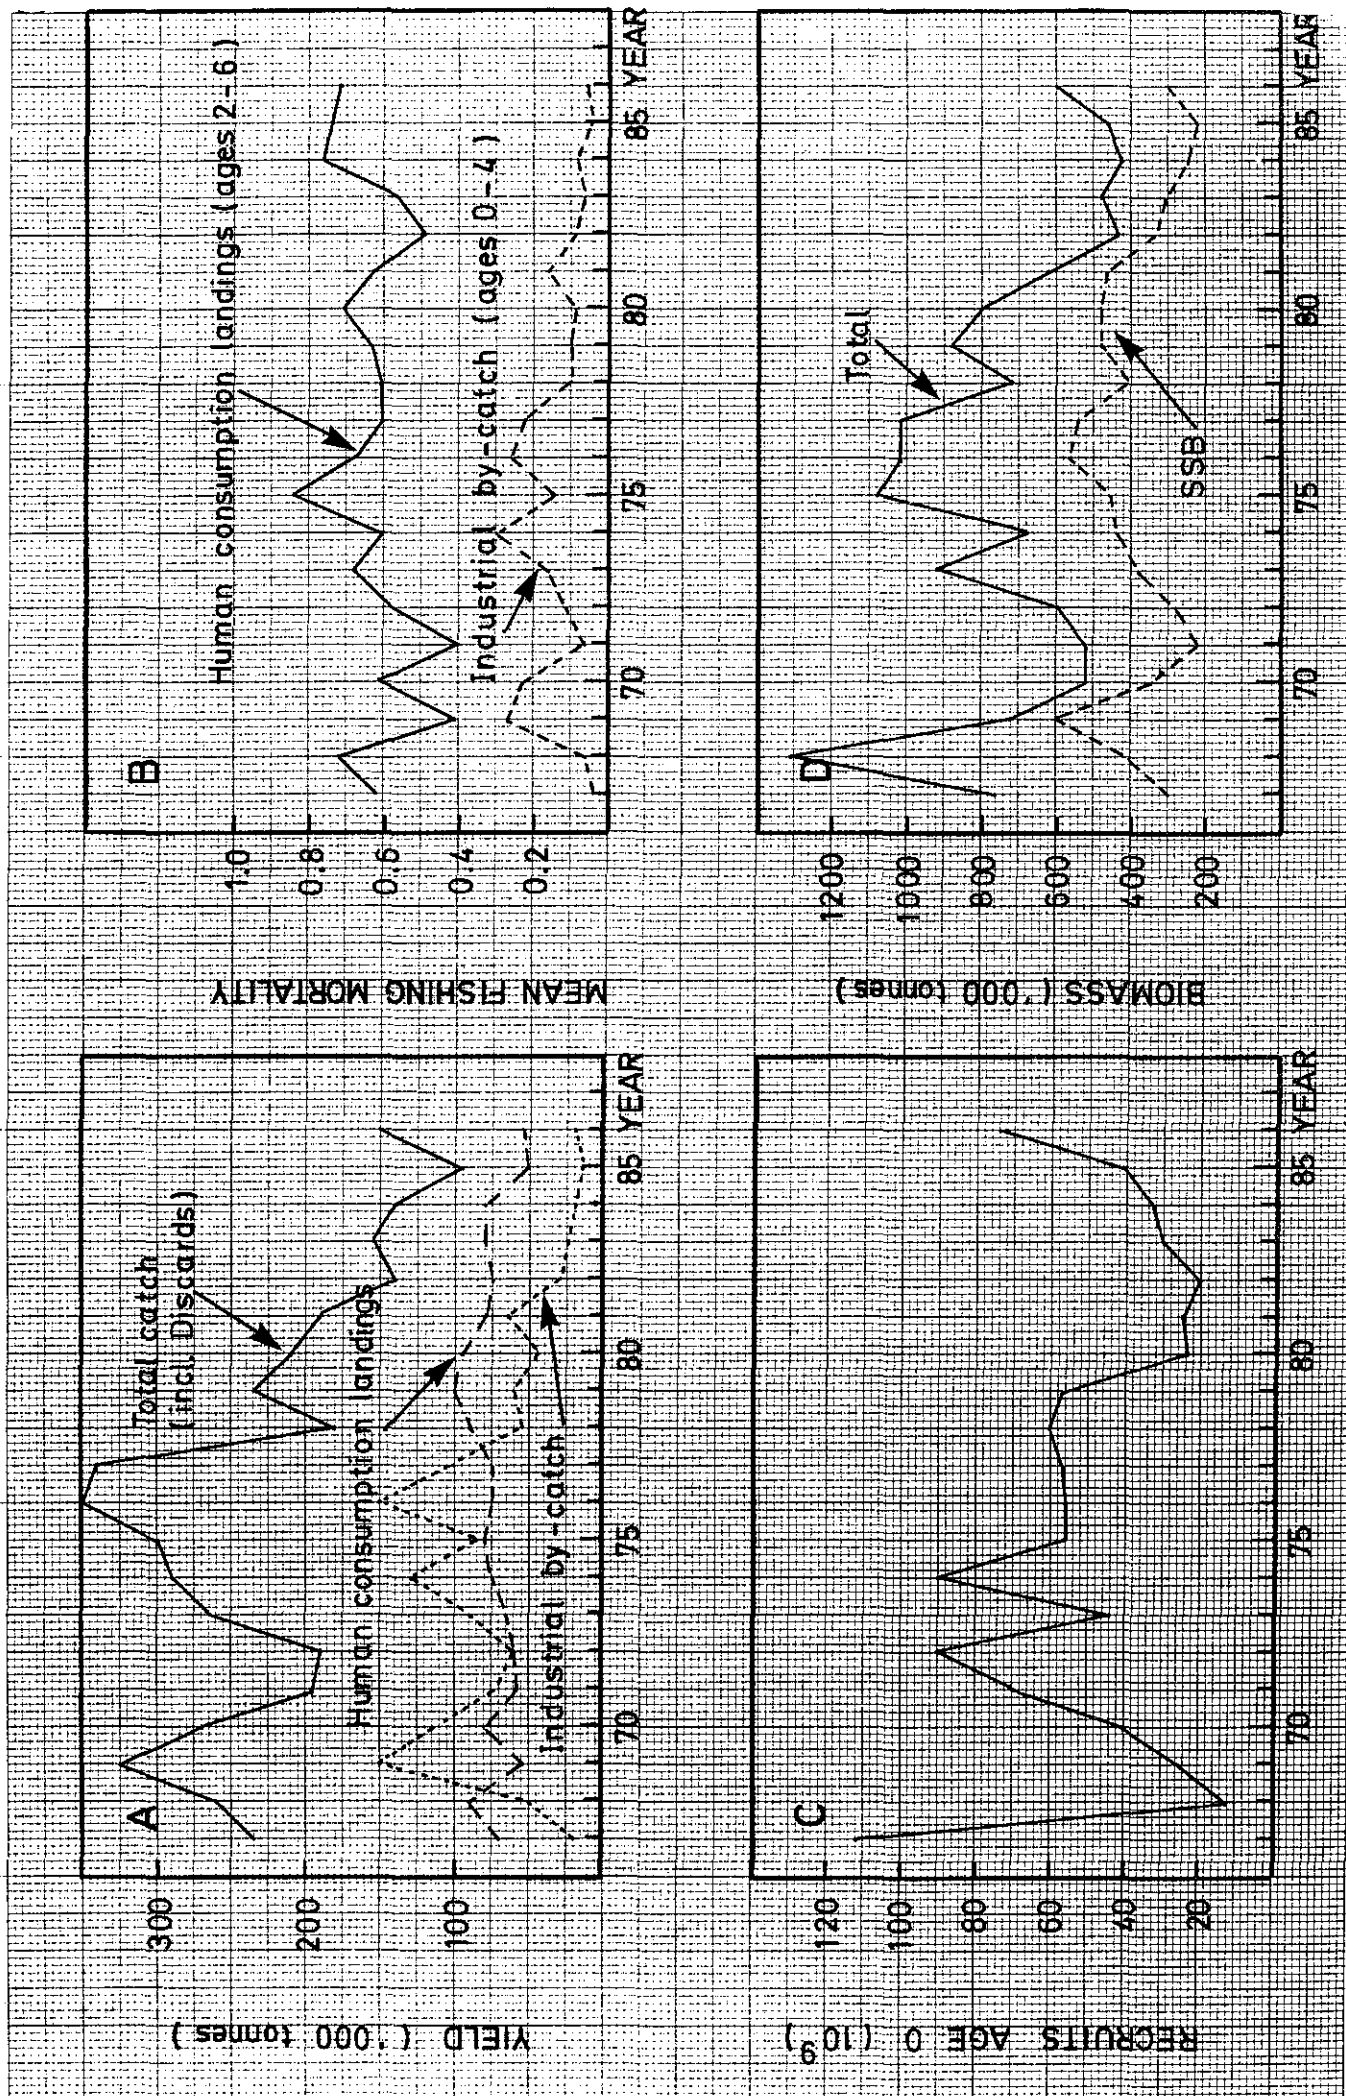 A
YIELD ('000 tonnes)
300
200
100
Total catch
(incl. Discards)
Human consumption landings
Industrial by-catch
70
75
80
85
YEAR
B
MEAN FISHING MORTALITY
1.0
0.8
0.6
0.4
0.2
Human consumption landings (ages 2-6)
Industrial by-catch (ages 0-4)
70
75
80
85
YEAR
C
RECRUITS AGE 0 (10⁹)
120
100
80
60
40
20
70
75
80
85
YEAR
D
BIOMASS ('000 tonnes)
1200
1000
800
600
400
200
Total
SSB
70
75
80
85
YEAR